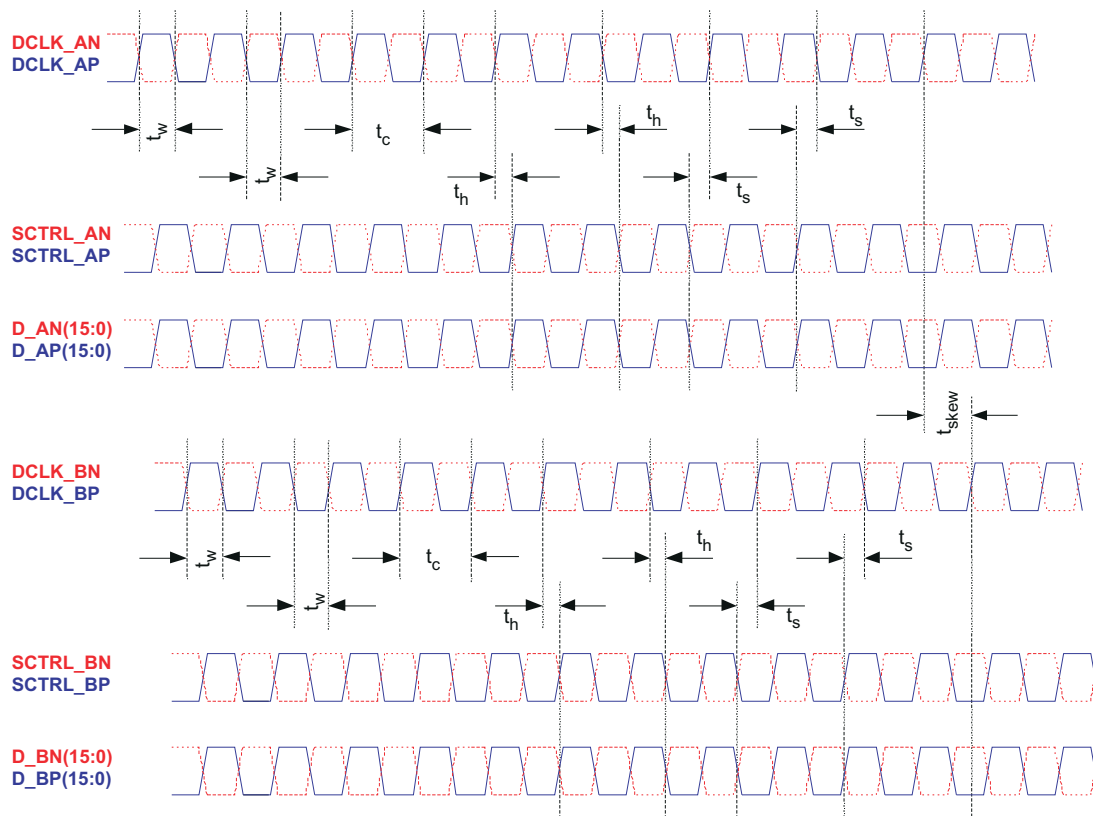 DCLK_AN
DCLK_AP
tw
tc
th
ts
tw
th
ts
SCTRL_AN
SCTRL_AP
D_AN(15:0)
D_AP(15:0)
tskew
DCLK_BN
DCLK_BP
tw
tc
th
ts
tw
th
ts
SCTRL_BN
SCTRL_BP
D_BN(15:0)
D_BP(15:0)